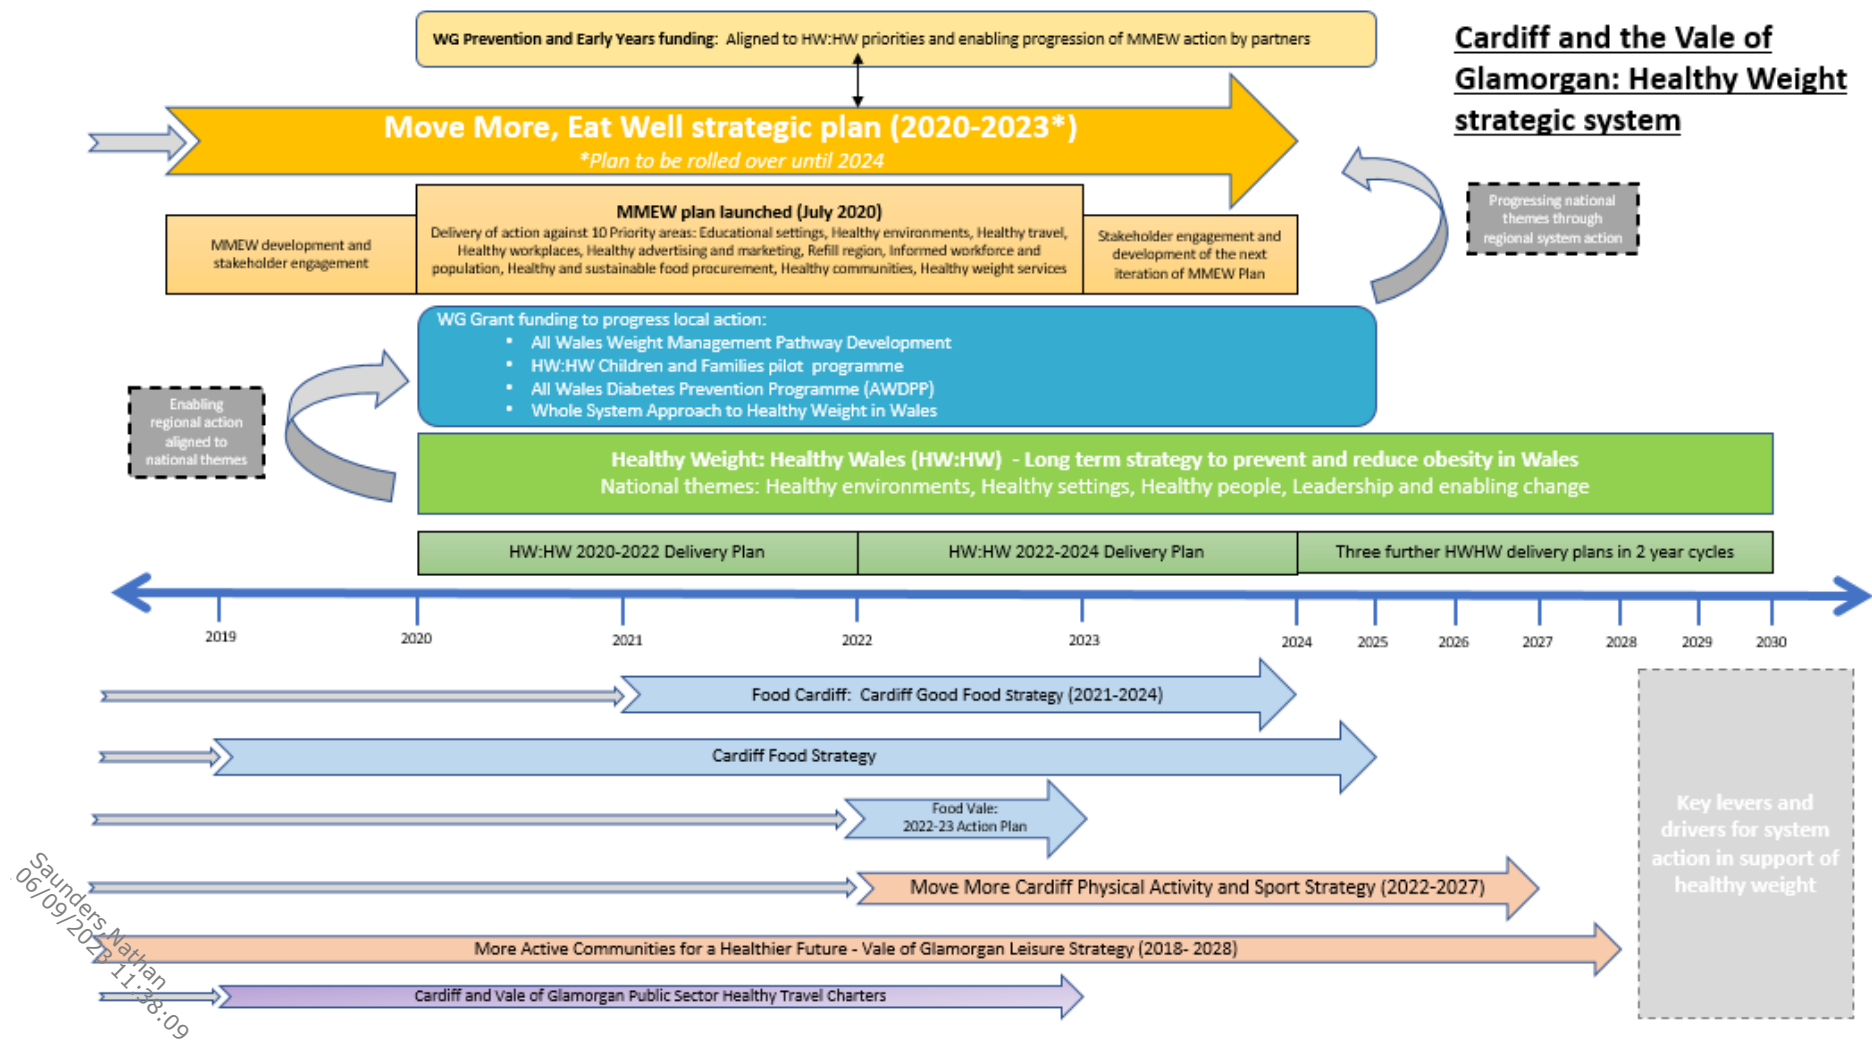 WG Prevention and Early Years funding: Aligned to HW:HW priorities and enabling progression of MMEW action by partners
Cardiff and the Vale of
Glamorgan: Healthy Weight
strategic system
Move More, Eat Well strategic plan (2020-2023*)
*Plan to be rolled over until 2024
MMEW development and
stakeholder engagement
MMEW plan launched (July 2020)
Delivery of action against 10 Priority areas: Educational settings, Healthy environments, Healthy travel,
Healthy workplaces, Healthy advertising and marketing, Refill region, Informed workforce and
population, Healthy and sustainable food procurement, Healthy communities, Healthy weight services
Stakeholder engagement and
development of the next
iteration of MMEW Plan
Progressing national
themes through
regional system action
WG Grant funding to progress local action:
• All Wales Weight Management Pathway Development
• HW:HW Children and Families pilot programme
• All Wales Diabetes Prevention Programme (AWDPP)
• Whole System Approach to Healthy Weight in Wales
Enabling
regional action
aligned to
national themes
Healthy Weight: Healthy Wales (HW:HW) - Long term strategy to prevent and reduce obesity in Wales
National themes: Healthy environments, Healthy settings, Healthy people, Leadership and enabling change
HW:HW 2020-2022 Delivery Plan
HW:HW 2022-2024 Delivery Plan
Three further HWHW delivery plans in 2 year cycles
2019 2020 2021 2022 2023 2024 2025 2026 2027 2028 2029 2030
Food Cardiff: Cardiff Good Food Strategy (2021-2024)
Cardiff Food Strategy
Food Vale:
2022-23 Action Plan
Move More Cardiff Physical Activity and Sport Strategy (2022-2027)
More Active Communities for a Healthier Future - Vale of Glamorgan Leisure Strategy (2018- 2028)
Cardiff and Vale of Glamorgan Public Sector Healthy Travel Charters
Key levers and
drivers for system
action in support of
healthy weight
Saunders,Nathan
06/09/2023 11:38:09